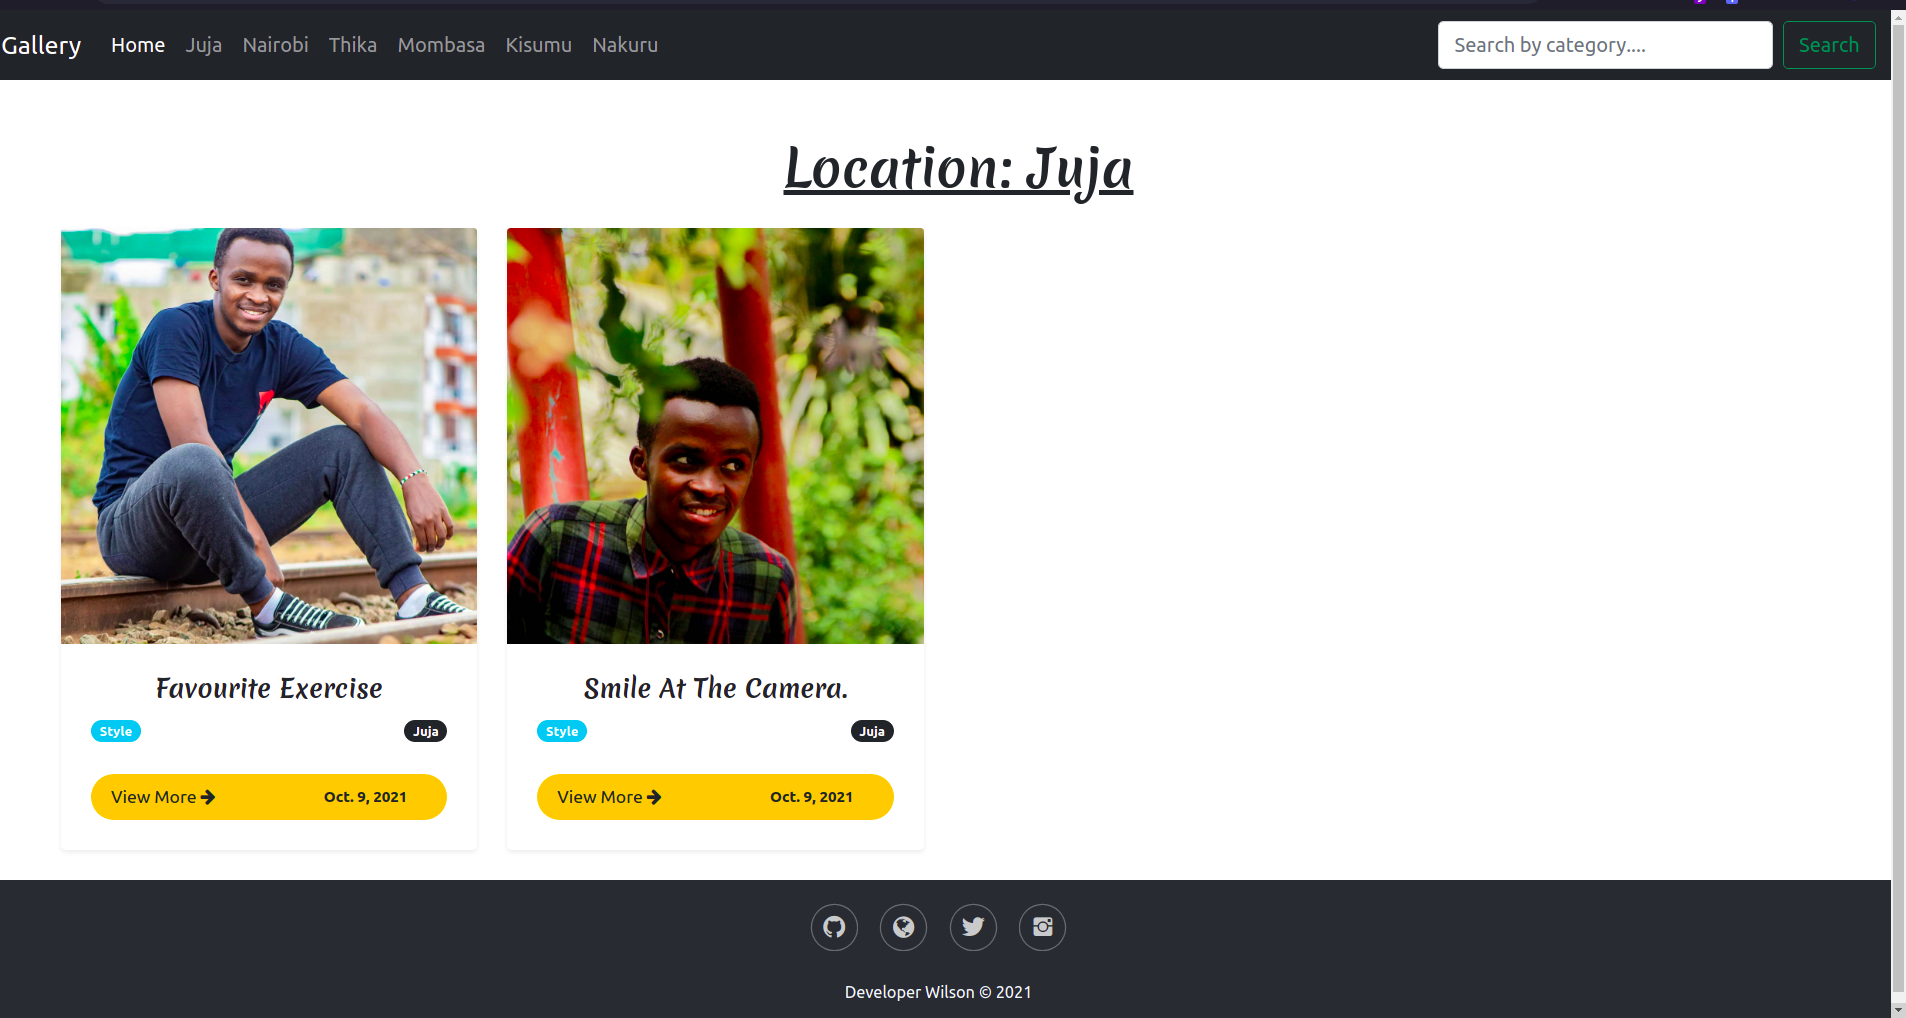 Gallery Home Juja Nairobi Thika Mombasa Kisumu Nakuru Search by category.... Search
Location: Juja
Favourite Exercise
Style Juja
View More Oct. 9, 2021
Smile At The Camera.
Style Juja
View More Oct. 9, 2021
Developer Wilson © 2021